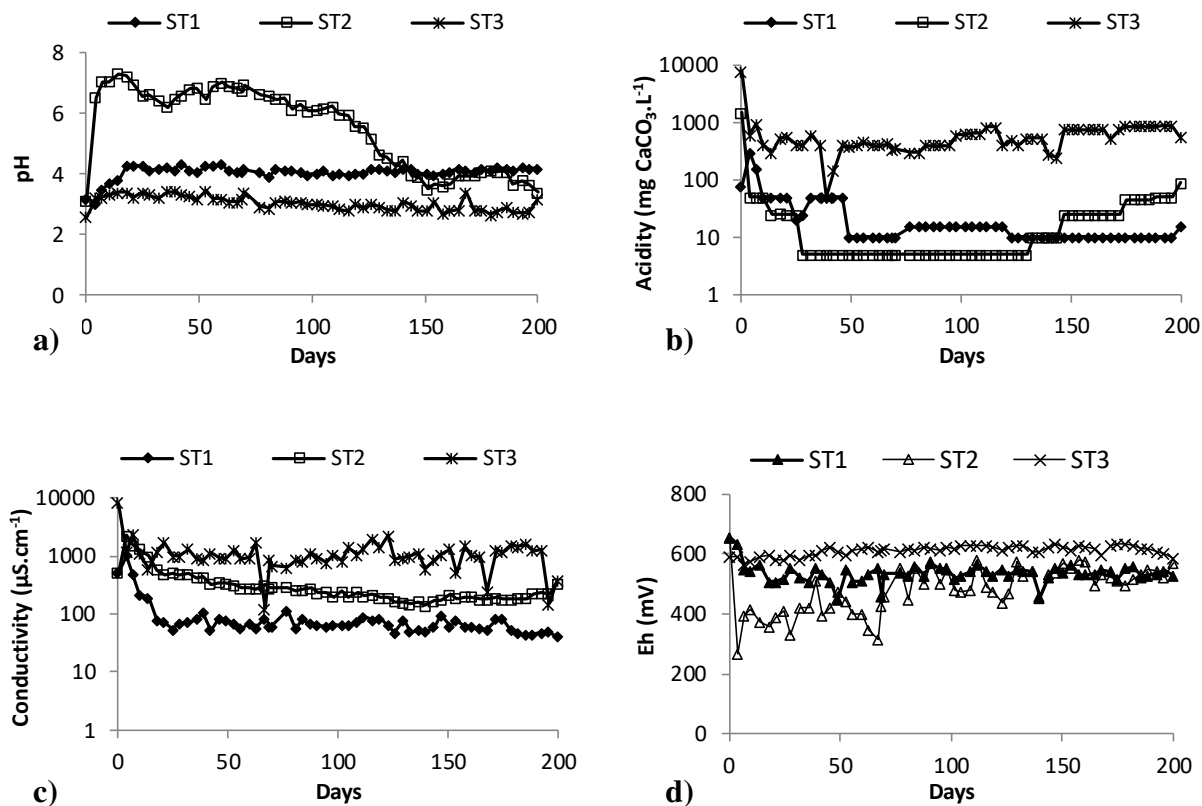 ST1 ST2 ST3
8
6
4
2
0
pH
0 50 100 150 200
Days
a)
ST1 ST2 ST3
10000
1000
100
10
1
Acidity (mg CaCO₃.L⁻¹)
0 50 100 150 200
Days
b)
ST1 ST2 ST3
10000
1000
100
10
1
Conductivity (µS.cm⁻¹)
0 50 100 150 200
Days
c)
ST1 ST2 ST3
800
600
400
200
0
Eh (mV)
0 50 100 150 200
Days
d)